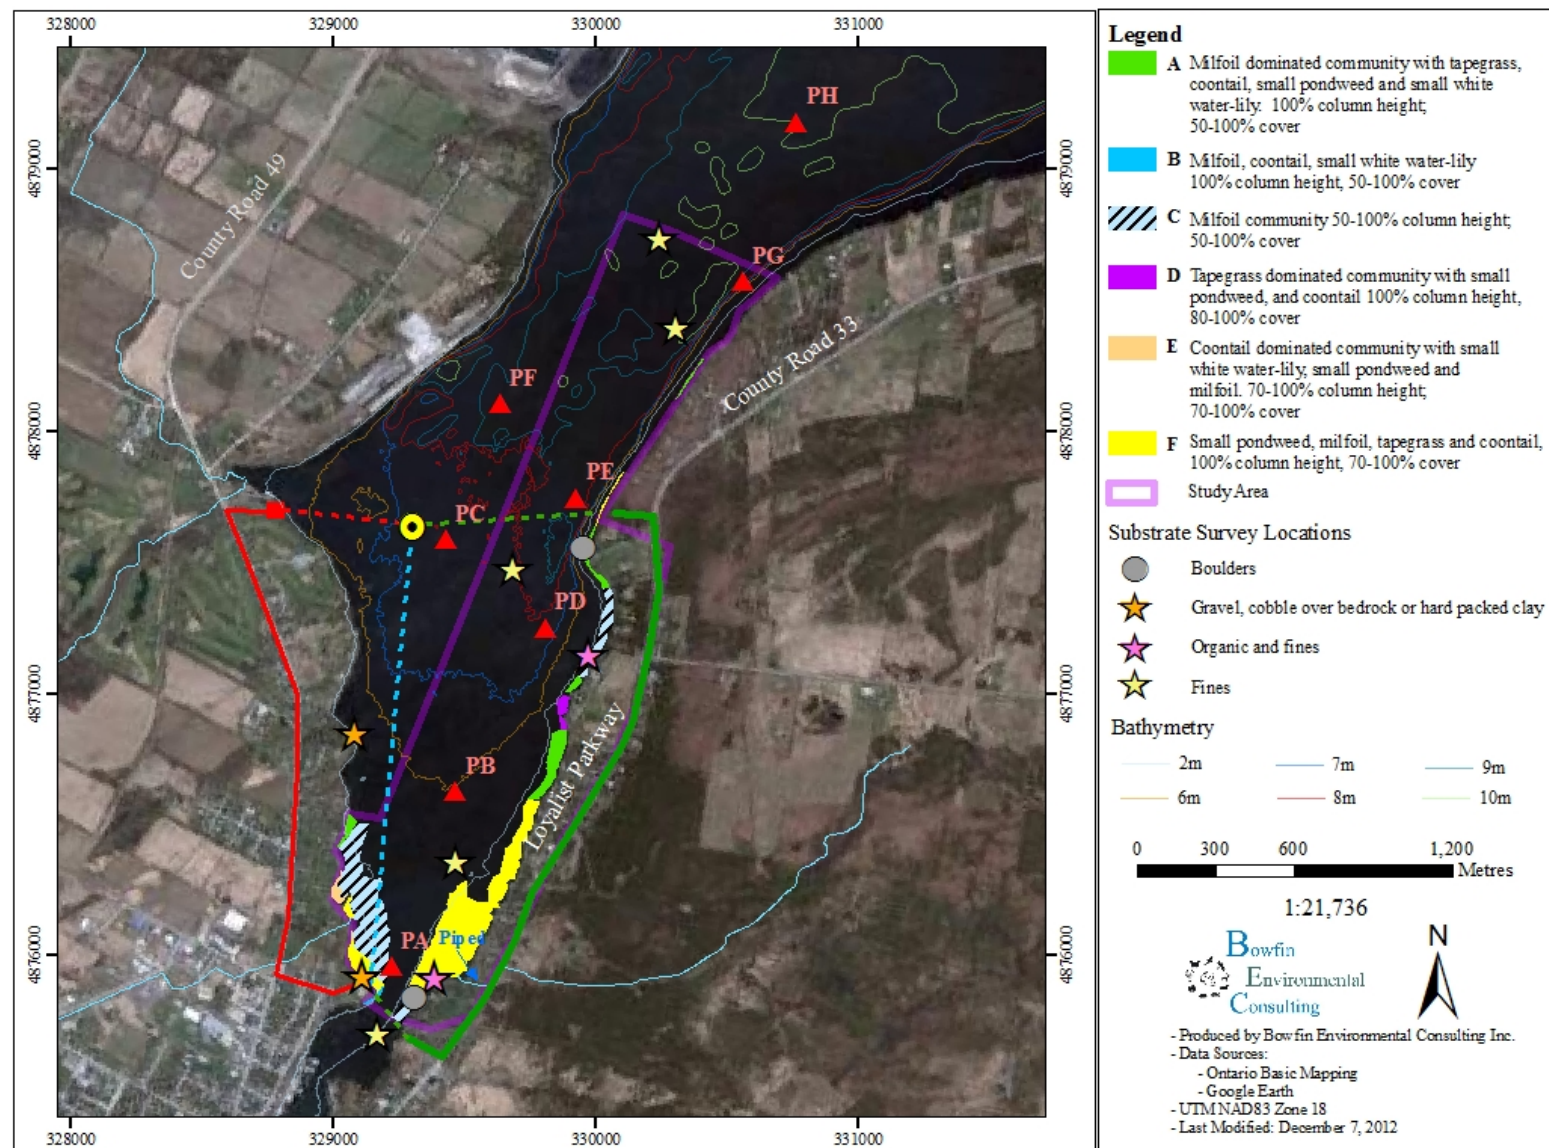 328000 329000 330000 331000
4879000
4878000
4877000
4876000
County Road 49
PH
PG
County Road 33
PF
PE
PC
PD
PB
Loyalist Parkway
PA
Piped
4879000
4878000
4877000
4876000
328000 329000 330000 331000
Legend
A Milfoil dominated community with tapegrass,
coontail, small pondweed and small white
water-lily. 100% column height;
50-100% cover
B Milfoil, coontail, small white water-lily
100% column height, 50-100% cover
C Milfoil community 50-100% column height;
50-100% cover
D Tapegrass dominated community with small
pondweed, and coontail 100% column height,
80-100% cover
E Coontail dominated community with small
white water-lily, small pondweed and
milfoil. 70-100% column height;
70-100% cover
F Small pondweed, milfoil, tapegrass and coontail,
100% column height, 70-100% cover
Study Area
Substrate Survey Locations
Boulders
Gravel, cobble over bedrock or hard packed clay
Organic and fines
Fines
Bathymetry
2m 7m 9m
6m 8m 10m
0 300 600 1,200
Metres
1:21,736
Bowfin
Environmental
Consulting
N
- Produced by Bowfin Environmental Consulting Inc.
- Data Sources:
- Ontario Basic Mapping
- Google Earth
- UTM NAD83 Zone 18
- Last Modified: December 7, 2012